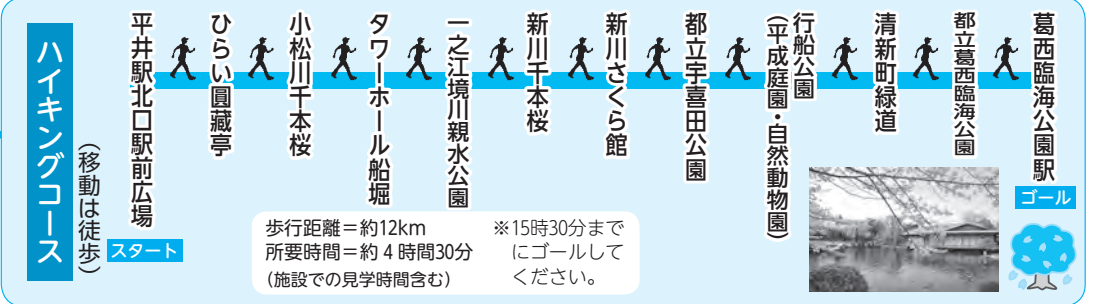 ハイキングコース
(移動は徒歩)
平井駅北口駅前広場
スタート
ひらい圓藏亭
小松川千本桜
タワーホール船堀
一之江境川親水公園
新川千本桜
新川さくら館
都立宇喜田公園
行船公園
(平成庭園・自然動物園)
清新町緑道
都立葛西臨海公園
葛西臨海公園駅
ゴール
歩行距離＝約12km
所要時間＝約４時間30分
(施設での見学時間含む)
※15時30分まで
にゴールして
ください。